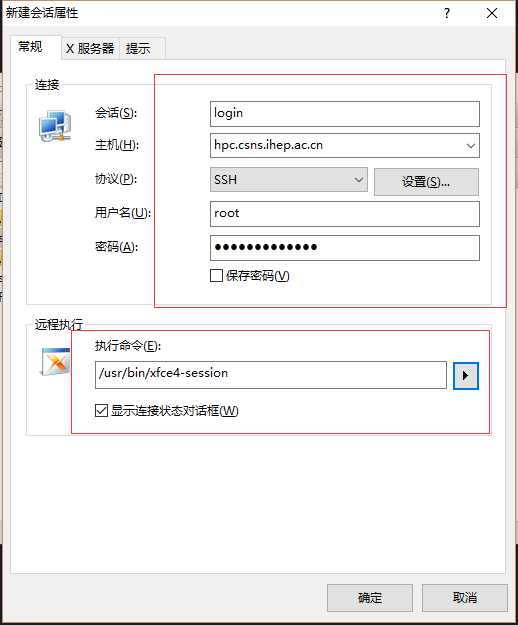 新建会话属性 ?
常规 X 服务器 提示
连接
会话(S): login
主机(H): hpc.csns.ihep.ac.cn
协议(P): SSH 设置(S)...
用户名(U): root
密码(A): ●●●●●●●●●●●●●
保存密码(V)
远程执行
执行命令(E):
/usr/bin/xfce4-session
显示连接状态对话框(W)
确定 取消